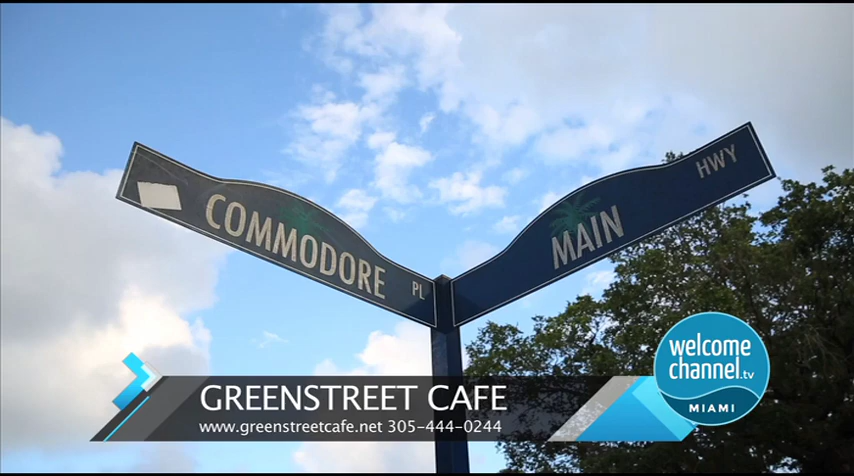 COMMODORE PL
MAIN HWY
GREENSTREET CAFE
www.greenstreetcafe.net 305-444-0244
welcome
channel.tv
MIAMI